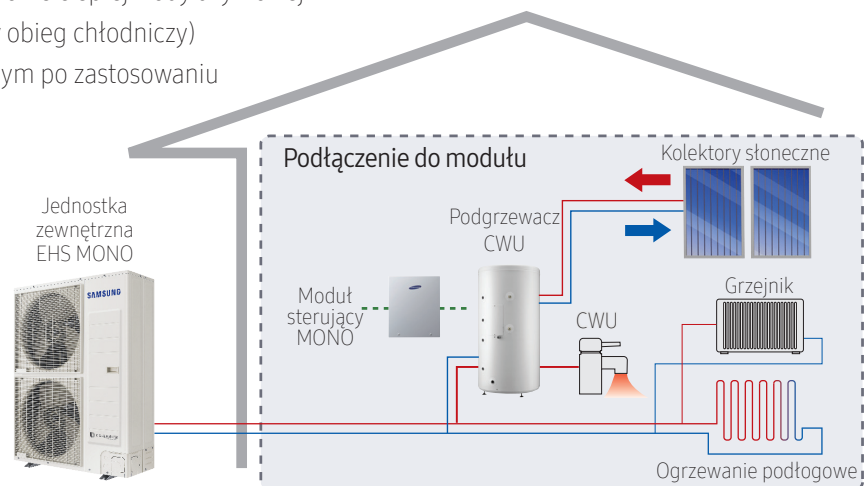 obieg chłodniczy)
ym po zastosowaniu
Podłączenie do modułu
Kolektory słoneczne
Jednostka
zewnętrzna
EHS MONO
SAMSUNG
Podgrzewacz
CWU
Moduł
sterujący
MONO
CWU
Grzejnik
Ogrzewanie podłogowe